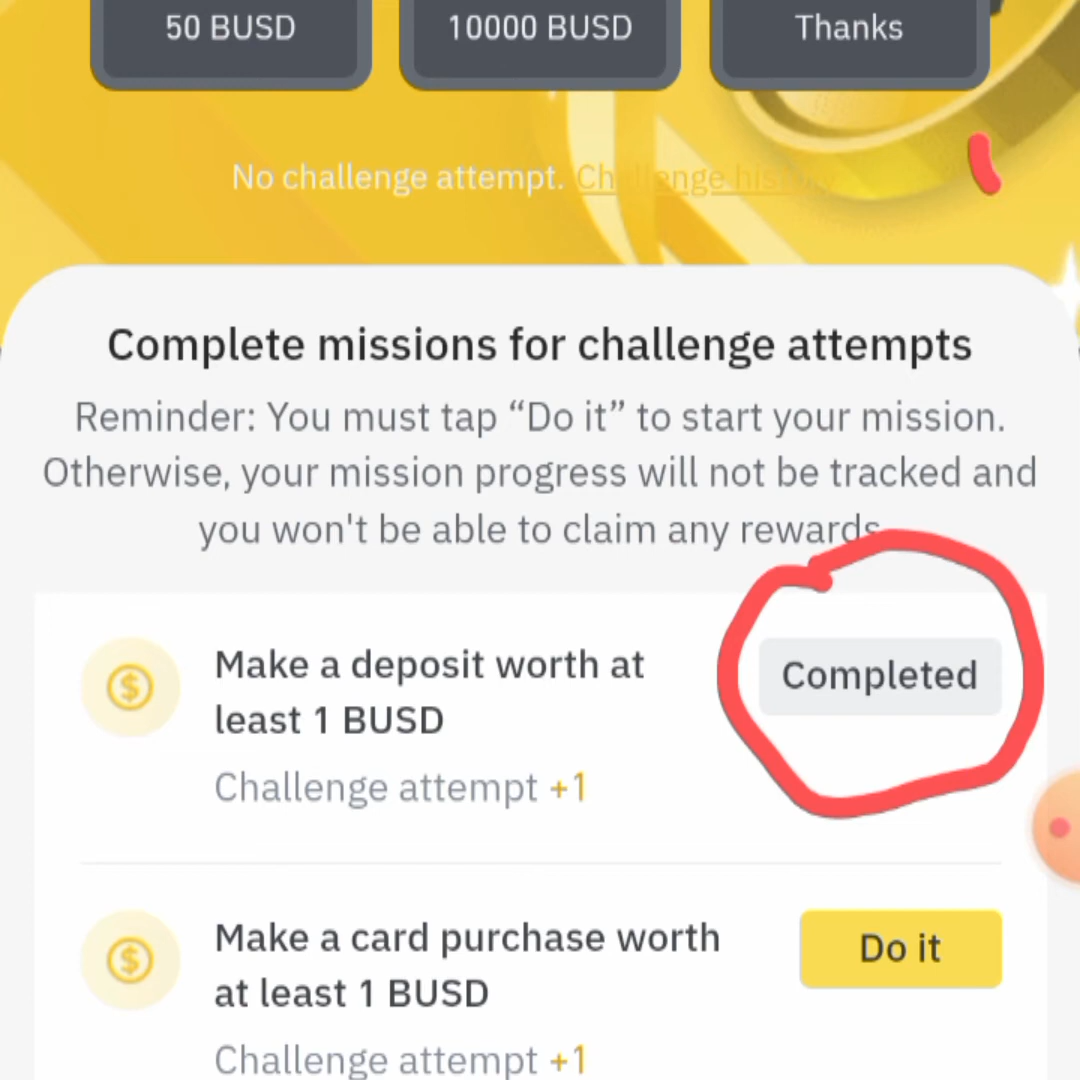 50 BUSD
10000 BUSD
Thanks
No challenge attempt. Challenge history
Complete missions for challenge attempts
Reminder: You must tap “Do it” to start your mission.
Otherwise, your mission progress will not be tracked and
you won't be able to claim any rewards
Make a deposit worth at
least 1 BUSD
Completed
Challenge attempt +1
Make a card purchase worth
at least 1 BUSD
Do it
Challenge attempt +1